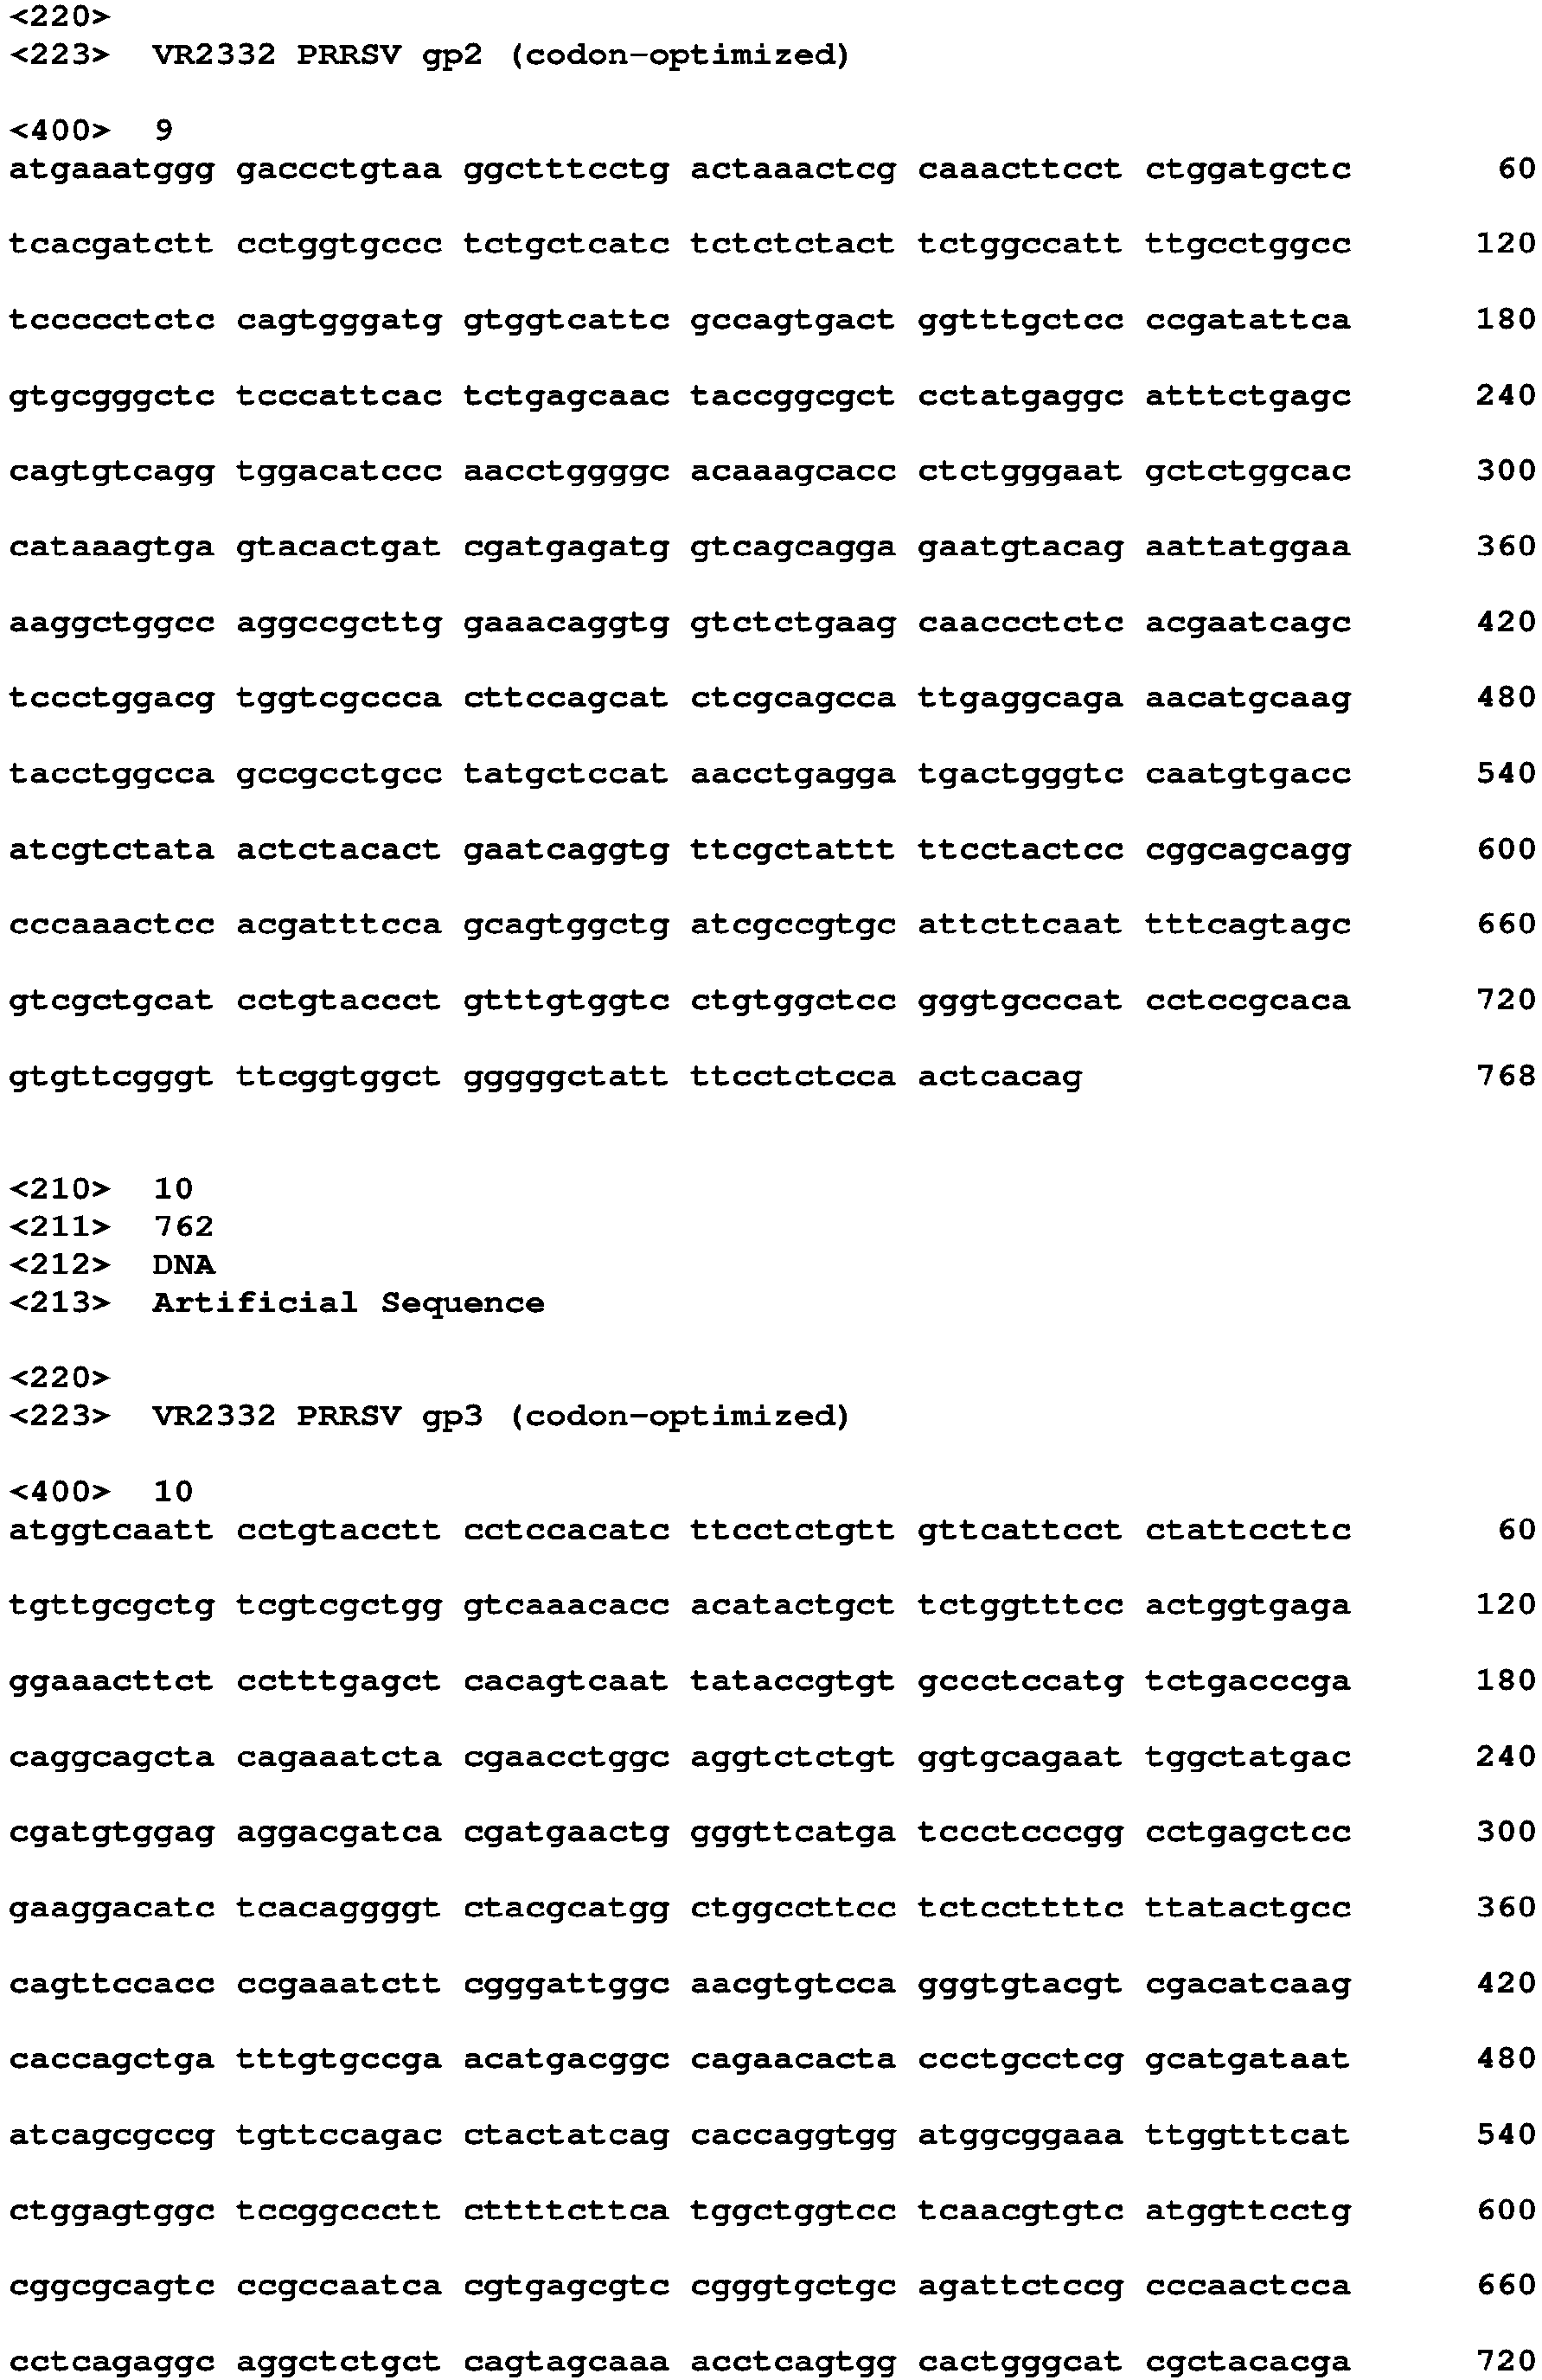 <220>
<223> VR2332 PRRSV gp2 (codon-optimized)
<400> 9
atgaaatggg gaccctgtaa ggctttcctg actaaactcg caaacttcct ctggatgctc 60
tcacgatctt cctggtgccc tctgctcatc tctctctact tctggccatt ttgcctggcc 120
tccccctctc cagtgggatg gtggtcattc gccagtgact ggtttgctcc ccgatattca 180
gtgcgggctc tcccattcac tctgagcaac taccggcgct cctatgaggc atttctgagc 240
cagtgtcagg tggacatccc aacctggggc acaaagcacc ctctgggaat gctctggcac 300
cataaagtga gtacactgat cgatgagatg gtcagcagga gaatgtacag aattatggaa 360
aaggctggcc aggccgcttg gaaacaggtg gtctctgaag caaccctctc acgaatcagc 420
tccctggacg tggtcgccca cttccagcat ctcgcagcca ttgaggcaga aacatgcaag 480
tacctggcca gccgcctgcc tatgctccat aacctgagga tgactgggtc caatgtgacc 540
atcgtctata actctacact gaatcaggtg ttcgctattt ttcctactcc cggcagcagg 600
cccaaactcc acgatttcca gcagtggctg atcgccgtgc attcttcaat tttcagtagc 660
gtcgctgcat cctgtaccct gtttgtggtc ctgtggctcc gggtgcccat cctccgcaca 720
gtgttcgggt ttcggtggct gggggctatt ttcctctcca actcacag 768
<210> 10
<211> 762
<212> DNA
<213> Artificial Sequence
<220>
<223> VR2332 PRRSV gp3 (codon-optimized)
<400> 10
atggtcaatt cctgtacctt cctccacatc ttcctctgtt gttcattcct ctattccttc 60
tgttgcgctg tcgtcgctgg gtcaaacacc acatactgct tctggtttcc actggtgaga 120
ggaaacttct cctttgagct cacagtcaat tataccgtgt gccctccatg tctgacccga 180
caggcagcta cagaaatcta cgaacctggc aggtctctgt ggtgcagaat tggctatgac 240
cgatgtggag aggacgatca cgatgaactg gggttcatga tccctcccgg cctgagctcc 300
gaaggacatc tcacaggggt ctacgcatgg ctggccttcc tctccttttc ttatactgcc 360
cagttccacc ccgaaatctt cgggattggc aacgtgtcca gggtgtacgt cgacatcaag 420
caccagctga tttgtgccga acatgacggc cagaacacta ccctgcctcg gcatgataat 480
atcagcgccg tgttccagac ctactatcag caccaggtgg atggcggaaa ttggtttcat 540
ctggagtggc tccggccctt cttttcttca tggctggtcc tcaacgtgtc atggttcctg 600
cggcgcagtc ccgccaatca cgtgagcgtc cgggtgctgc agattctccg cccaactcca 660
cctcagaggc aggctctgct cagtagcaaa acctcagtgg cactgggcat cgctacacga 720